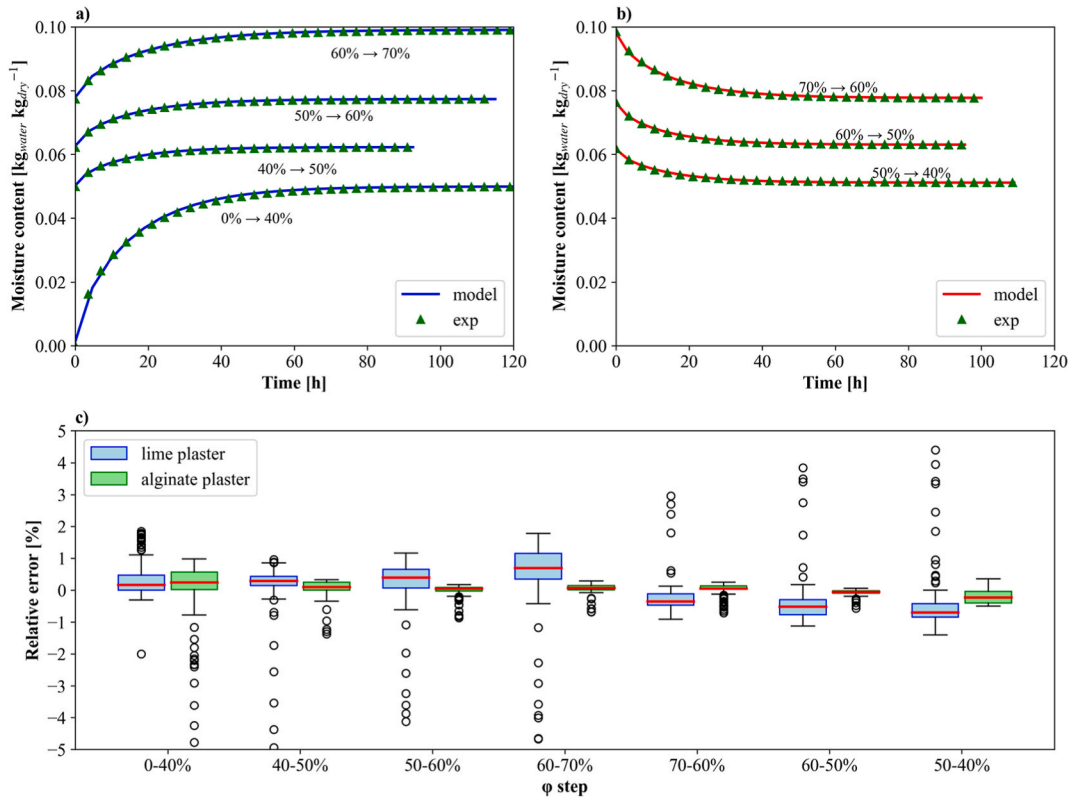 a)
0.10
0.08
0.06
0.04
0.02
0.00
Moisture content [kg_water kg_dry^−1]
60% → 70%
50% → 60%
40% → 50%
0% → 40%
model
exp
0 20 40 60 80 100 120
Time [h]
b)
0.10
0.08
0.06
0.04
0.02
0.00
Moisture content [kg_water kg_dry^−1]
70% → 60%
60% → 50%
50% → 40%
model
exp
0 20 40 60 80 100 120
Time [h]
c)
5
4
3
2
1
0
−1
−2
−3
−4
−5
Relative error [%]
lime plaster
alginate plaster
0-40% 40-50% 50-60% 60-70% 70-60% 60-50% 50-40%
φ step